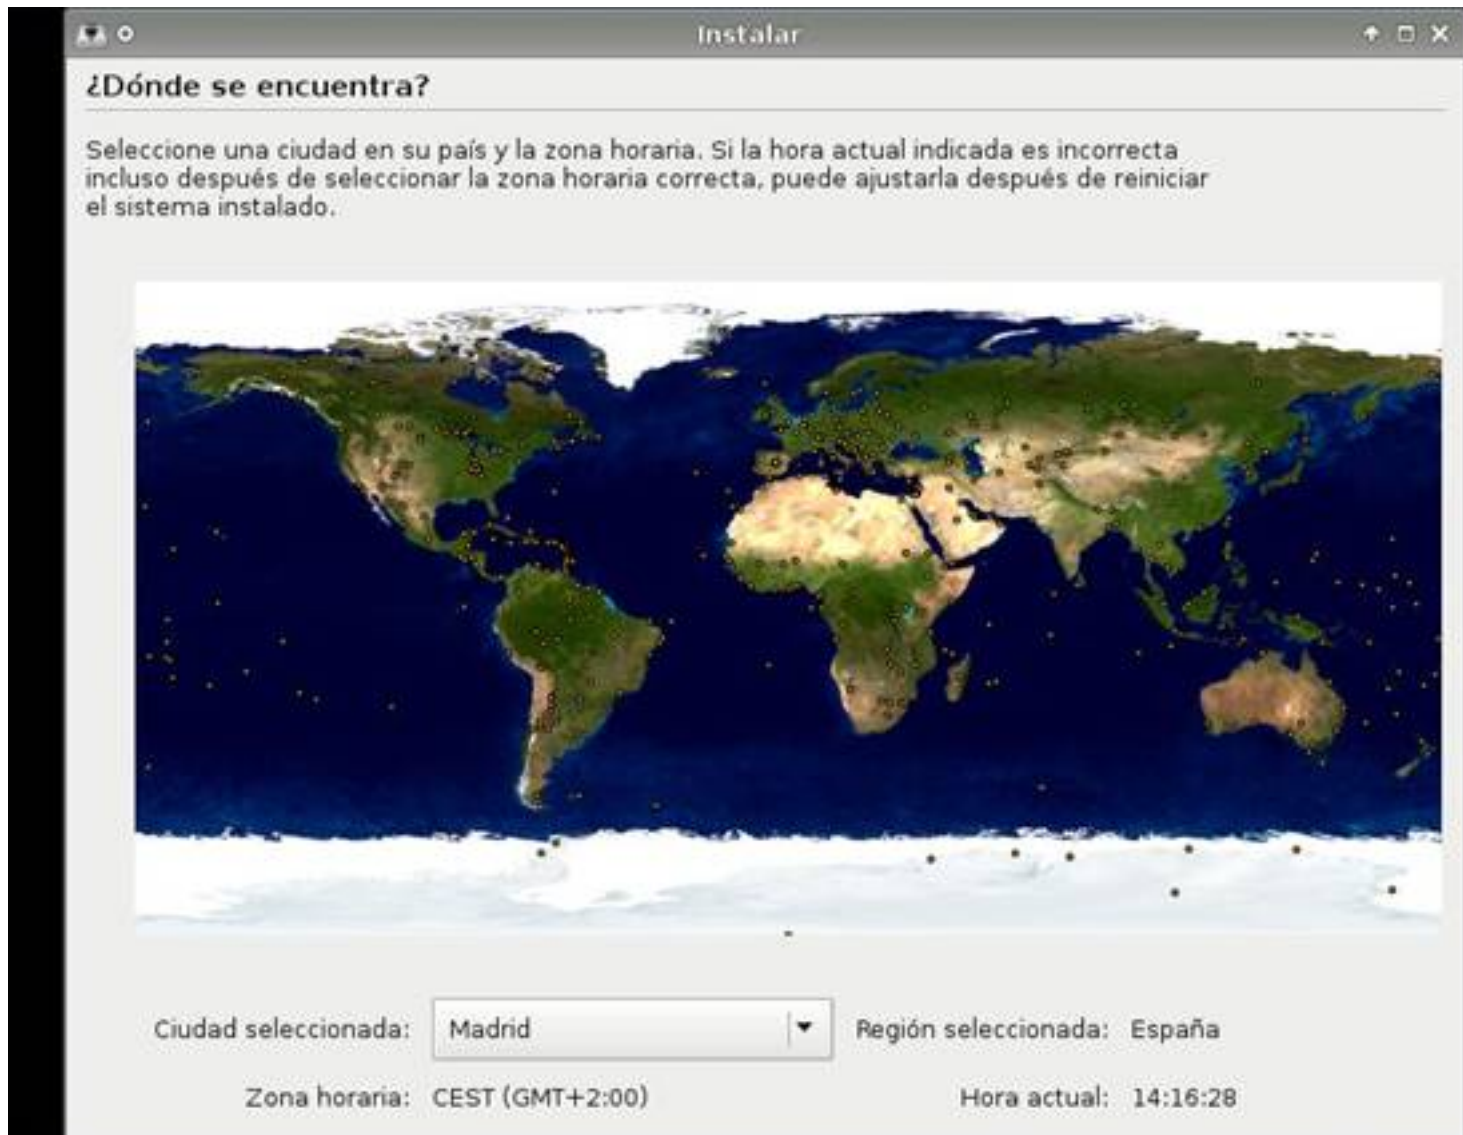 Instalar
¿Dónde se encuentra?
Seleccione una ciudad en su país y la zona horaria. Si la hora actual indicada es incorrecta
incluso después de seleccionar la zona horaria correcta, puede ajustarla después de reiniciar
el sistema instalado.
Ciudad seleccionada: Madrid Región seleccionada: España
Zona horaria: CEST (GMT+2:00) Hora actual: 14:16:28